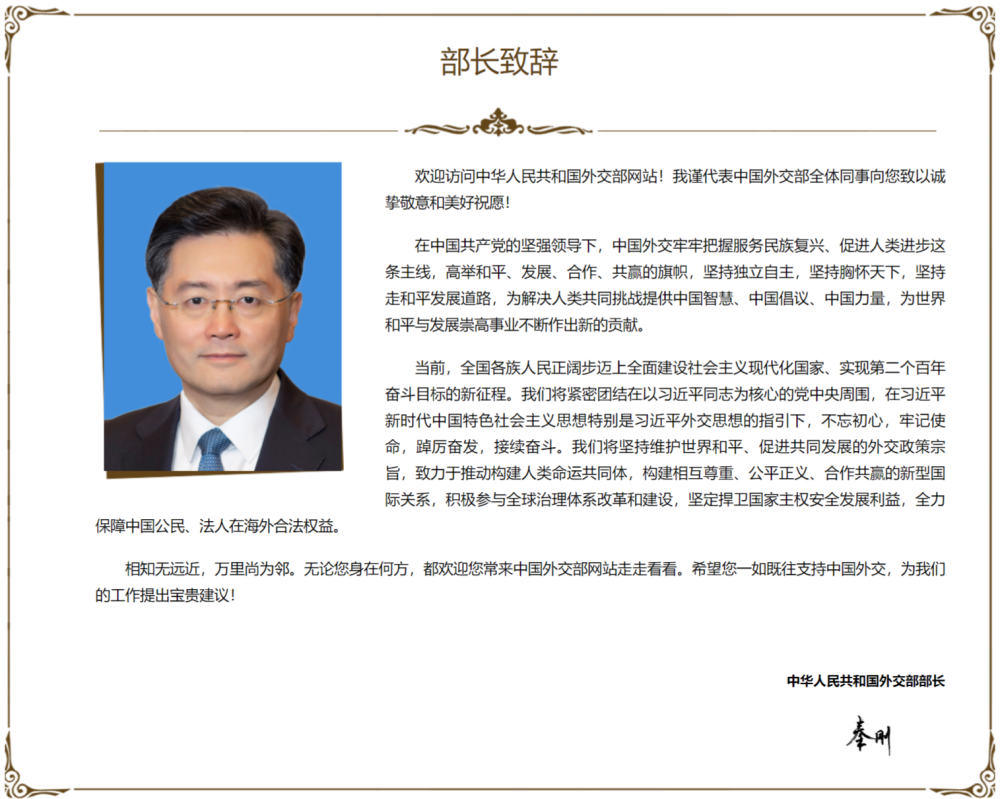 部长致辞
欢迎访问中华人民共和国外交部网站！我谨代表中国外交部全体同事向您致以诚
挚敬意和美好祝愿！
在中国共产党的坚强领导下，中国外交牢牢把握服务民族复兴、促进人类进步这
条主线，高举和平、发展、合作、共赢的旗帜，坚持独立自主，坚持胸怀天下，坚持
走和平发展道路，为解决人类共同挑战提供中国智慧、中国倡议、中国力量，为世界
和平与发展崇高事业不断作出新的贡献。
当前，全国各族人民正阔步迈上全面建设社会主义现代化国家、实现第二个百年
奋斗目标的新征程。我们将紧密团结在以习近平同志为核心的党中央周围，在习近平
新时代中国特色社会主义思想特别是习近平外交思想的指引下，不忘初心，牢记使
命，踔厉奋发，接续奋斗。我们将坚持维护世界和平、促进共同发展的外交政策宗
旨，致力于推动构建人类命运共同体，构建相互尊重、公平正义、合作共赢的新型国
际关系，积极参与全球治理体系改革和建设，坚定捍卫国家主权安全发展利益，全力
保障中国公民、法人在海外合法权益。
相知无远近，万里尚为邻。无论您身在何方，都欢迎您常来中国外交部网站走走看看。希望您一如既往支持中国外交，为我们
的工作提出宝贵建议！
中华人民共和国外交部部长
秦刚